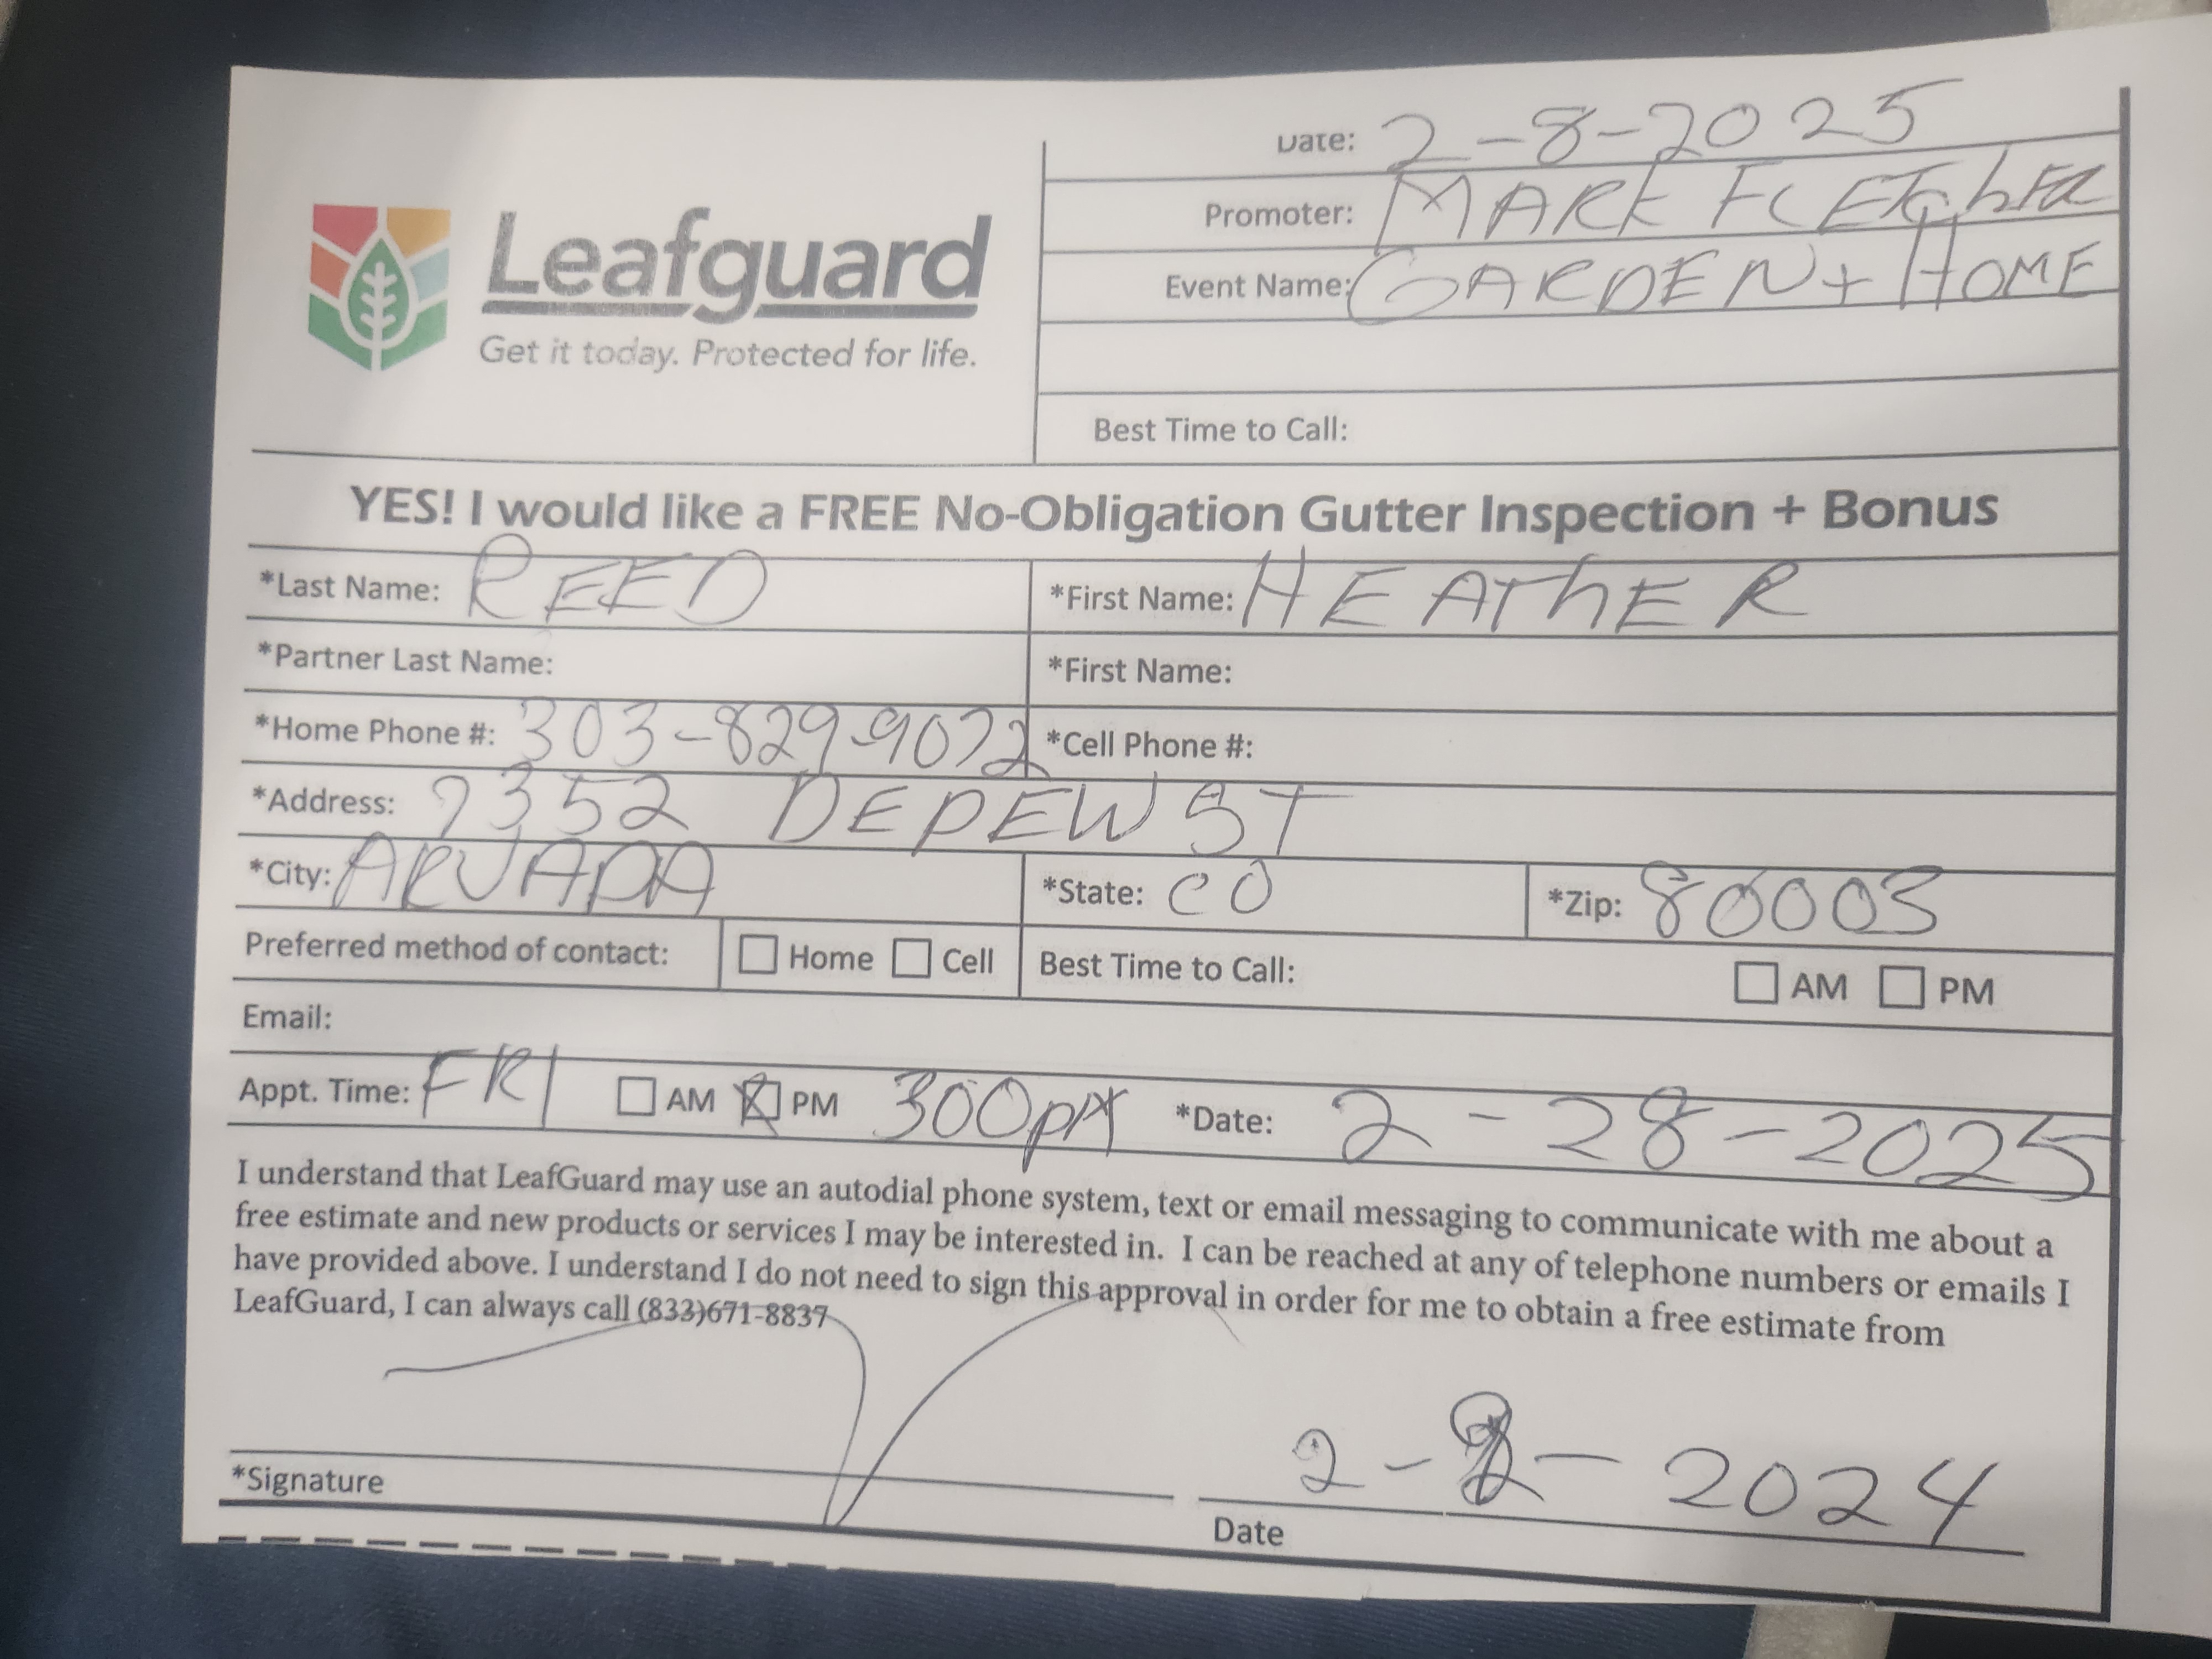 Leafguard
Get it today. Protected for life.
Date: 2-8-2025
Promoter: MARK
Event Name: GARDEN + HOME
Best Time to Call:
YES! I would like a FREE No-Obligation Gutter Inspection + Bonus
*Last Name: REED *First Name: HEATHER
*Partner Last Name: *First Name:
*Home Phone #: 303-829 9022 *Cell Phone #:
*Address: 7352 DEPEW ST
*City: *State: CO *Zip: 80003
Preferred method of contact: ☐ Home ☐ Cell Best Time to Call: ☐ AM ☐ PM
Email:
Appt. Time: FRI ☐ AM ☒ PM 300pm *Date: 2-28-2025
I understand that LeafGuard may use an autodial phone system, text or email messaging to communicate with me about a
free estimate and new products or services I may be interested in. I can be reached at any of telephone numbers or emails I
have provided above. I understand I do not need to sign this approval in order for me to obtain a free estimate from
LeafGuard, I can always call (833)671-8837
2-8-2024
*Signature Date